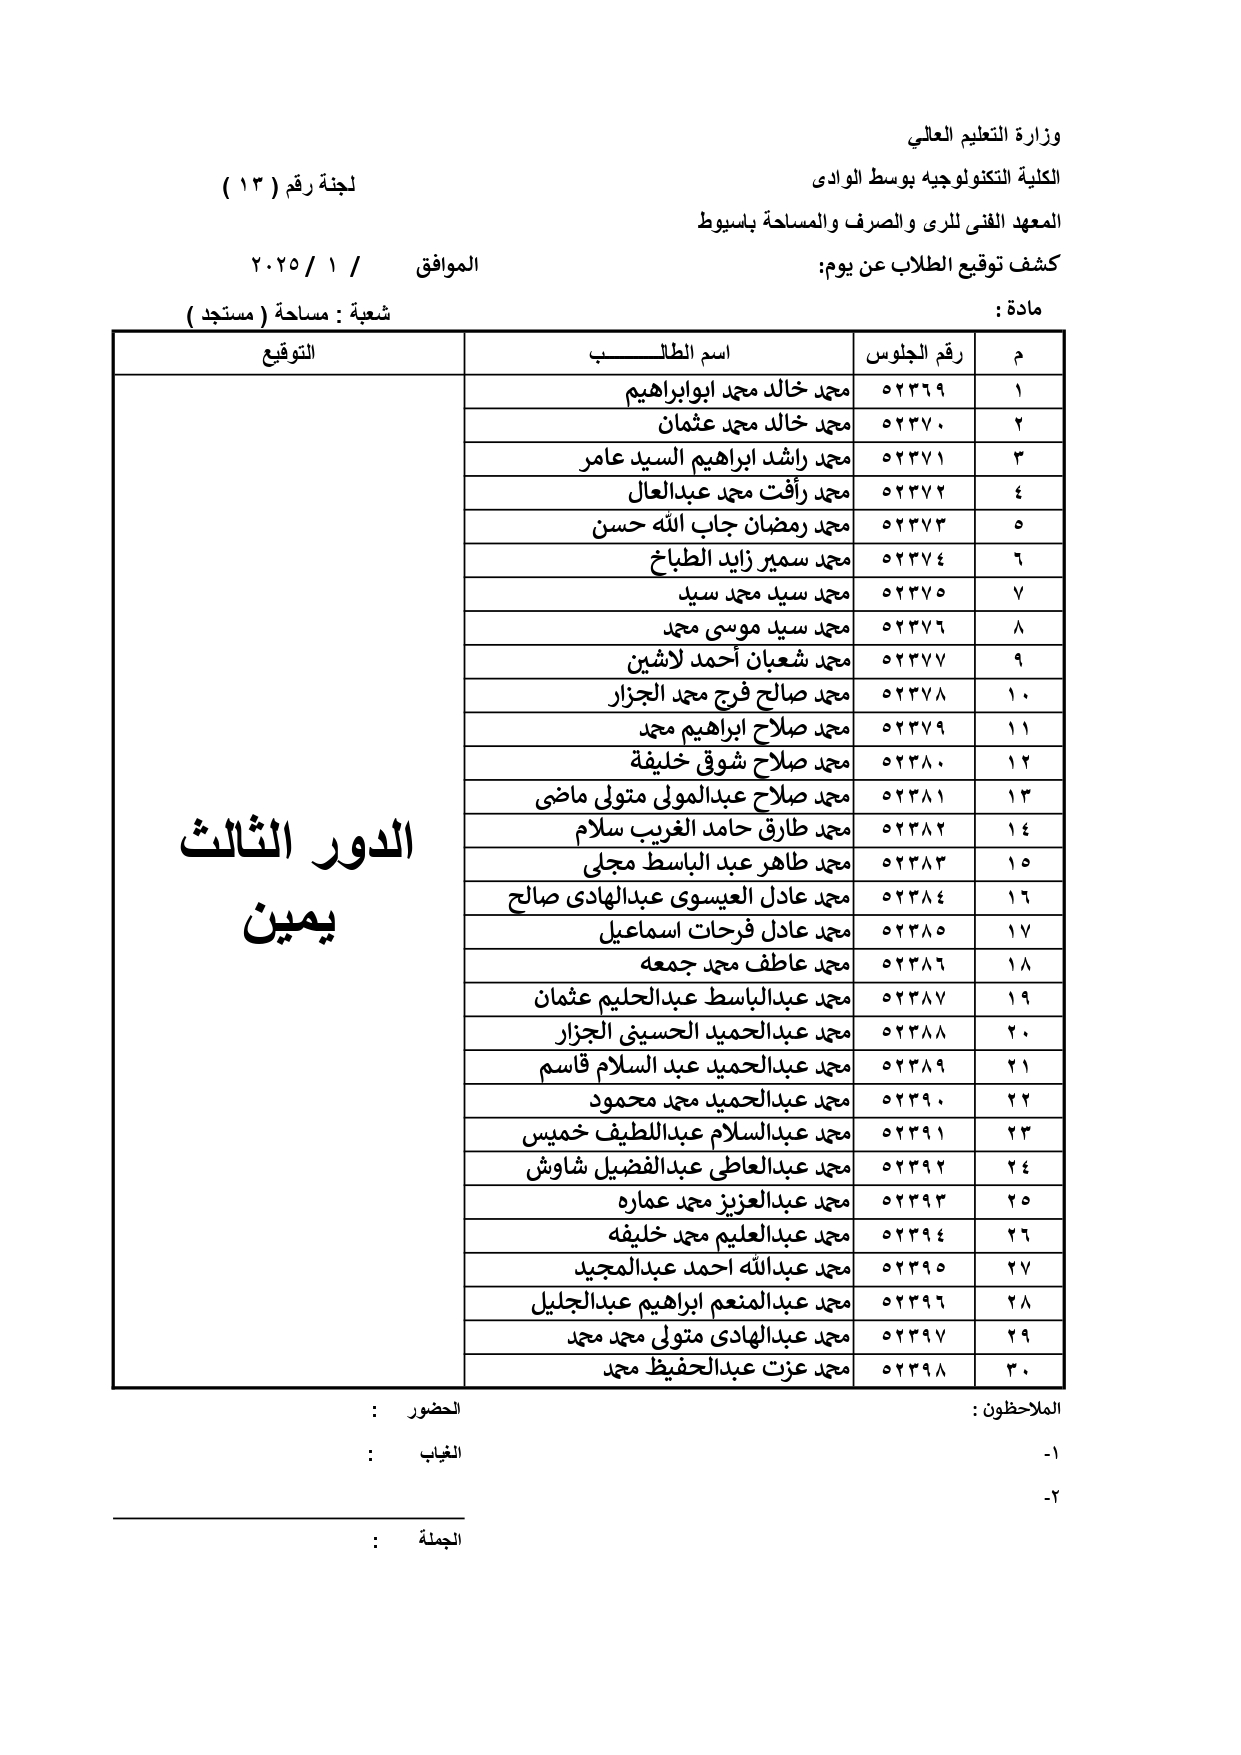 وزارة التعليم العالي
الكلية التكنولوجيه بوسط الوادى
لجنة رقم ( ١٣ )
المعهد الفنى للرى والصرف والمساحة باسيوط
كشف توقيع الطلاب عن يوم: الموافق / ١ / ٢٠٢٥
مادة :
شعبة : مساحة ( مستجد )
م رقم الجلوس اسم الطالـــــــب التوقيع
١ ٥٢٣٦٩ محمد خالد محمد ابوابراهيم
٢ ٥٢٣٧٠ محمد خالد محمد عثمان
٣ ٥٢٣٧١ محمد راشد ابراهيم السيد عامر
٤ ٥٢٣٧٢ محمد رأفت محمد عبدالعال
٥ ٥٢٣٧٣ محمد رمضان جاب الله حسن
٦ ٥٢٣٧٤ محمد سمير زايد الطباخ
٧ ٥٢٣٧٥ محمد سيد محمد سيد
٨ ٥٢٣٧٦ محمد سيد موسى محمد
٩ ٥٢٣٧٧ محمد شعبان أحمد لاشين
١٠ ٥٢٣٧٨ محمد صالح فرج محمد الجزار
١١ ٥٢٣٧٩ محمد صلاح ابراهيم محمد
١٢ ٥٢٣٨٠ محمد صلاح شوقى خليفة
١٣ ٥٢٣٨١ محمد صلاح عبدالمولى متولى ماضى
١٤ ٥٢٣٨٢ محمد طارق حامد الغريب سلام
١٥ ٥٢٣٨٣ محمد طاهر عبد الباسط مجلى
١٦ ٥٢٣٨٤ محمد عادل العيسوى عبدالهادى صالح
١٧ ٥٢٣٨٥ محمد عادل فرحات اسماعيل
١٨ ٥٢٣٨٦ محمد عاطف محمد جمعه
١٩ ٥٢٣٨٧ محمد عبدالباسط عبدالحليم عثمان
٢٠ ٥٢٣٨٨ محمد عبدالحميد الحسينى الجزار
٢١ ٥٢٣٨٩ محمد عبدالحميد عبد السلام قاسم
٢٢ ٥٢٣٩٠ محمد عبدالحميد محمد محمود
٢٣ ٥٢٣٩١ محمد عبدالسلام عبداللطيف خميس
٢٤ ٥٢٣٩٢ محمد عبدالعاطى عبدالفضيل شاوش
٢٥ ٥٢٣٩٣ محمد عبدالعزيز محمد عماره
٢٦ ٥٢٣٩٤ محمد عبدالعليم محمد خليفه
٢٧ ٥٢٣٩٥ محمد عبدالله احمد عبدالمجيد
٢٨ ٥٢٣٩٦ محمد عبدالمنعم ابراهيم عبدالجليل
٢٩ ٥٢٣٩٧ محمد عبدالهادى متولى محمد محمد
٣٠ ٥٢٣٩٨ محمد عزت عبدالحفيظ محمد
الدور الثالث
يمين
الملاحظون : الحضور :
١- الغياب :
٢-
الجملة :